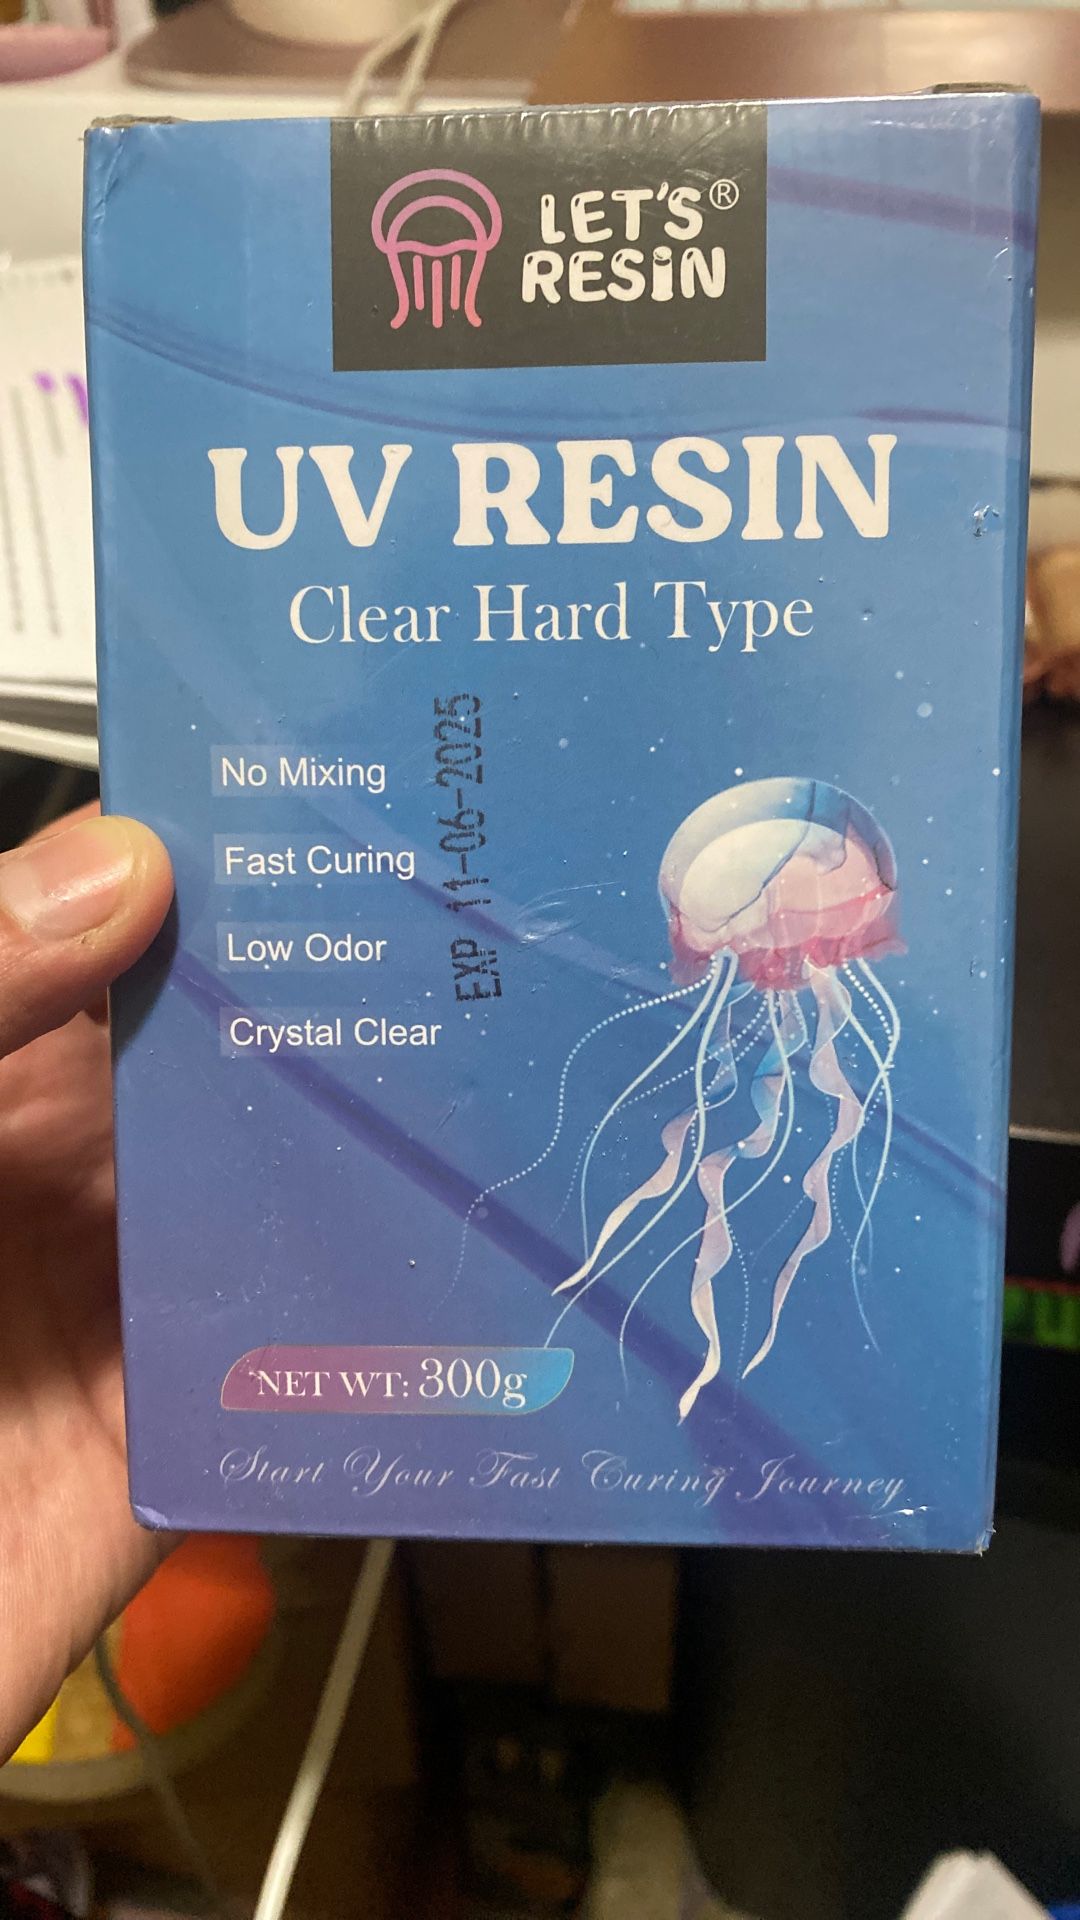 LET'S®
RESiN
UV RESIN
Clear Hard Type
No Mixing
Fast Curing
Low Odor
Crystal Clear
EXP 11-06-2025
NET WT: 300g
Start Your Fast Curing Journey